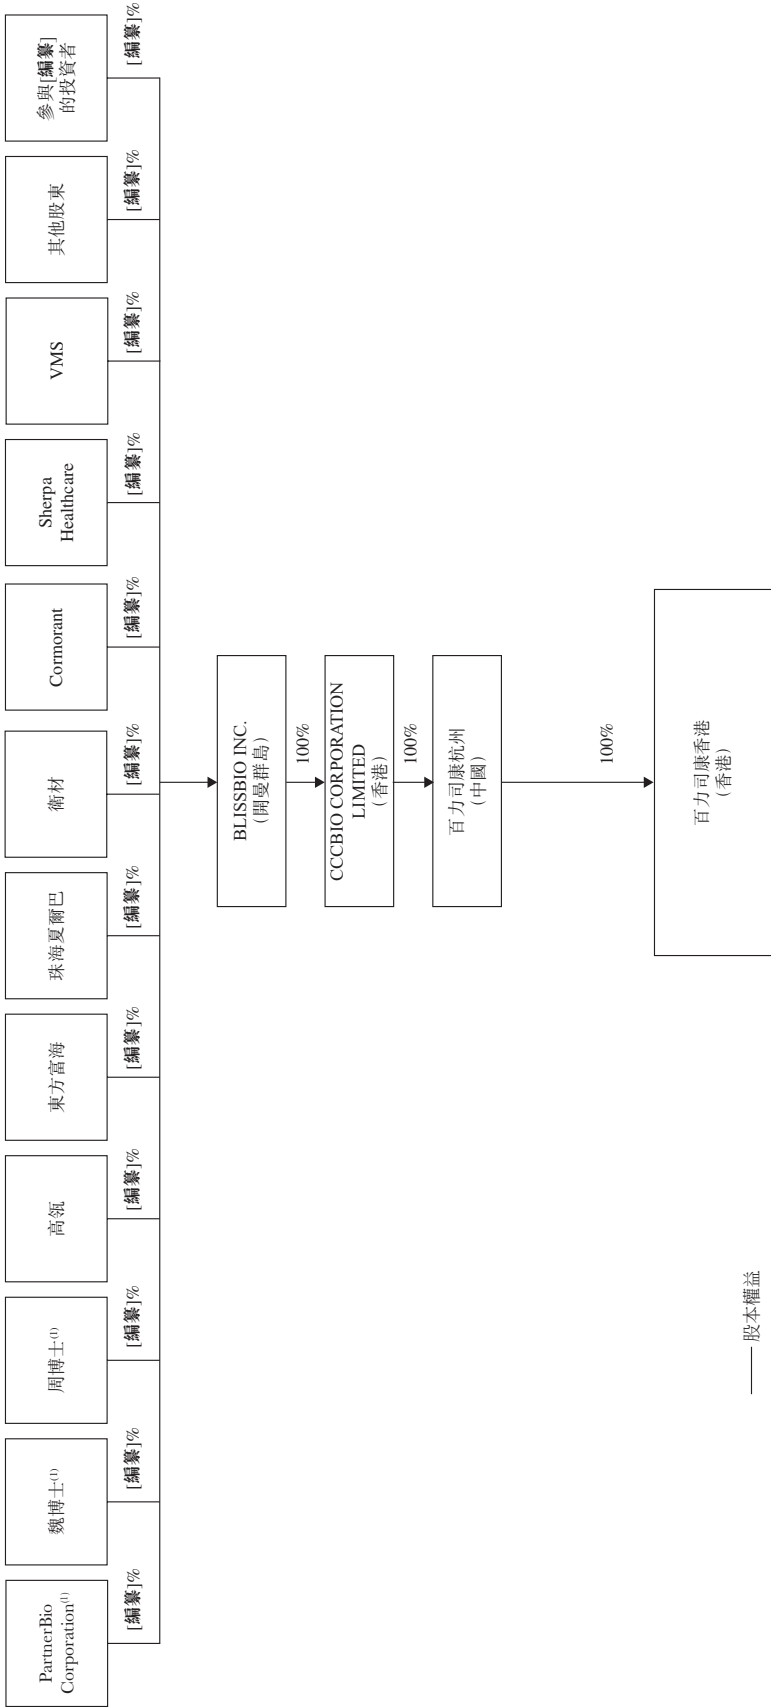 PartnerBio
Corporation(1)
魏博士(1)
周博士(1)
高瓴
東方富海
珠海夏爾巴
衛材
Cormorant
Sherpa
Healthcare
VMS
其他股東
參與[編纂]
的投資者
[編纂]%
[編纂]%
[編纂]%
[編纂]%
[編纂]%
[編纂]%
[編纂]%
[編纂]%
[編纂]%
[編纂]%
[編纂]%
[編纂]%
BLISSBIO INC.
(開曼群島)
100%
CCCBIO CORPORATION
LIMITED
(香港)
100%
百力司康杭州
(中國)
100%
百力司康香港
(香港)
股本權益